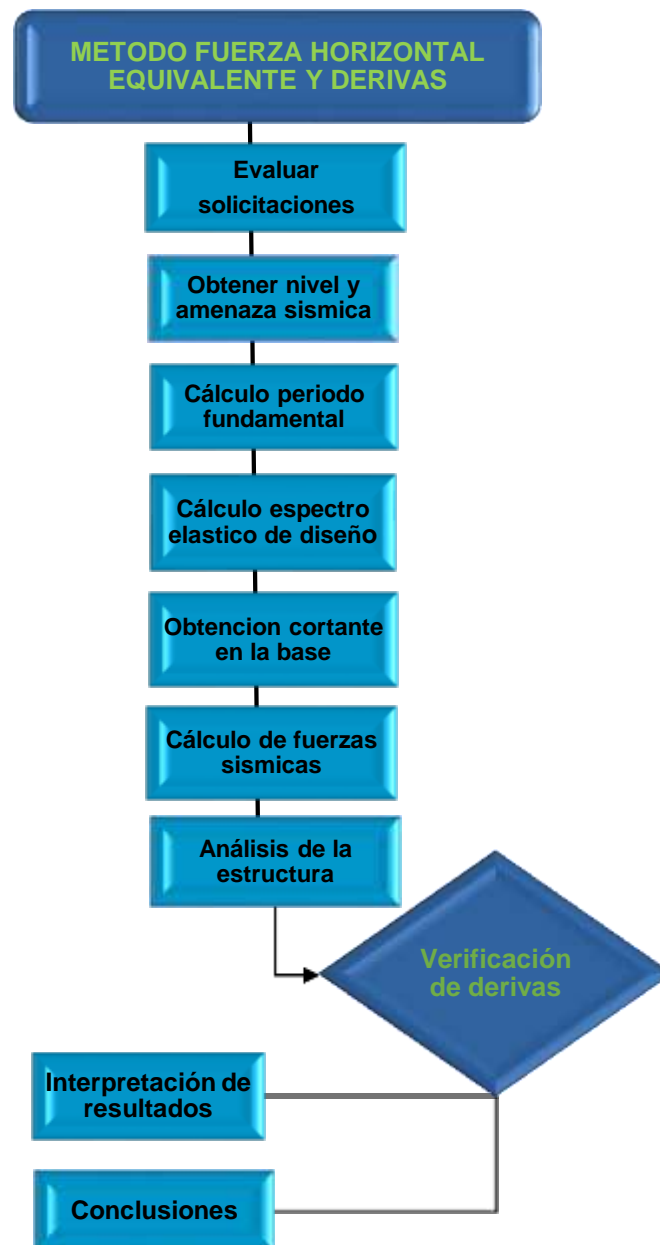 METODO FUERZA HORIZONTAL
EQUIVALENTE Y DERIVAS
Evaluar
solicitaciones
Obtener nivel y
amenaza sismica
Cálculo periodo
fundamental
Cálculo espectro
elastico de diseño
Obtencion cortante
en la base
Cálculo de fuerzas
sismicas
Análisis de la
estructura
Verificación
de derivas
Interpretación de
resultados
Conclusiones